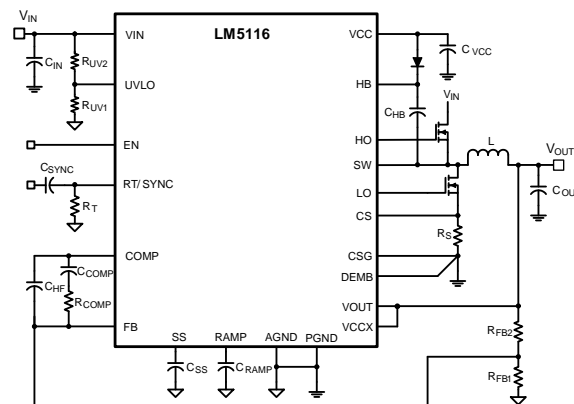 VIN
LM5116
VIN
CIN
RUV2
RUV1
UVLO
EN
CSYNC
RT/SYNC
RT
COMP
CCOMP
CHF
RCOMP
FB
SS
RAMP
AGND
PGND
CSS
CRAMP
VCC
CVCC
HB
CHB
VIN
HO
SW
L
VOUT
LO
COU
CS
RS
CSG
DEMB
VOUT
VCCX
RFB2
RFB1